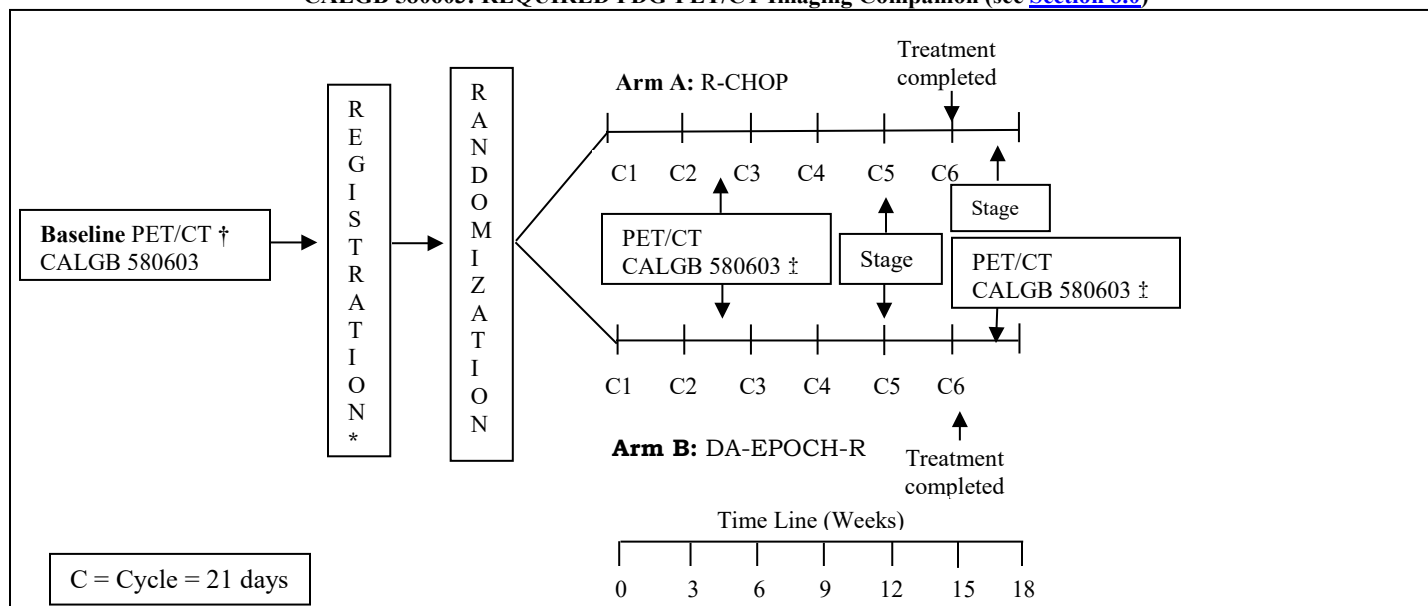 CALGB 580603: REQUIRED FDG-PET/CT Imaging Companion (see Section 8.0)
Treatment
completed
Arm A: R-CHOP
REGISTRATION*
RANDOMIZATION
C1 C2 C3 C4 C5 C6
Baseline PET/CT †
CALGB 580603
PET/CT
CALGB 580603 ‡
Stage
Stage
PET/CT
CALGB 580603 ‡
C1 C2 C3 C4 C5 C6
Arm B: DA-EPOCH-R
Treatment
completed
Time Line (Weeks)
0 3 6 9 12 15 18
C = Cycle = 21 days